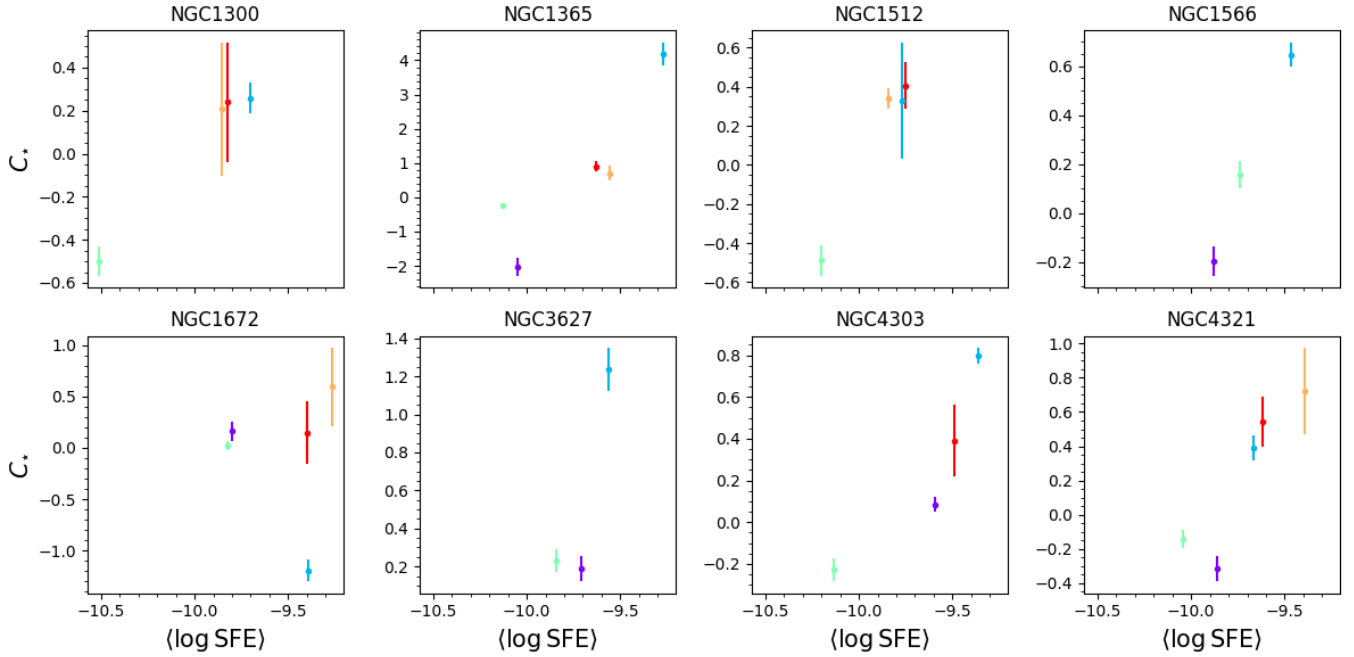 NGC1300 NGC1365 NGC1512 NGC1566
0.4 4 0.6 0.6
0.2 3 0.4 0.4
0.0 2 0.2 0.2
−0.2 1 0.0 0.0
−0.4 0 −0.2 −0.2
−0.6 −1 −0.4
−2 −0.6
C⋆
NGC1672 NGC3627 NGC4303 NGC4321
1.0 1.4 0.8 1.0
0.5 1.2 0.6 0.8
0.0 1.0 0.4 0.6
−0.5 0.8 0.2 0.4
−1.0 0.6 0.0 0.2
0.4 −0.2 0.0
0.2 −0.2
−0.4
C⋆
−10.5 −10.0 −9.5 −10.5 −10.0 −9.5 −10.5 −10.0 −9.5 −10.5 −10.0 −9.5
⟨log SFE⟩ ⟨log SFE⟩ ⟨log SFE⟩ ⟨log SFE⟩